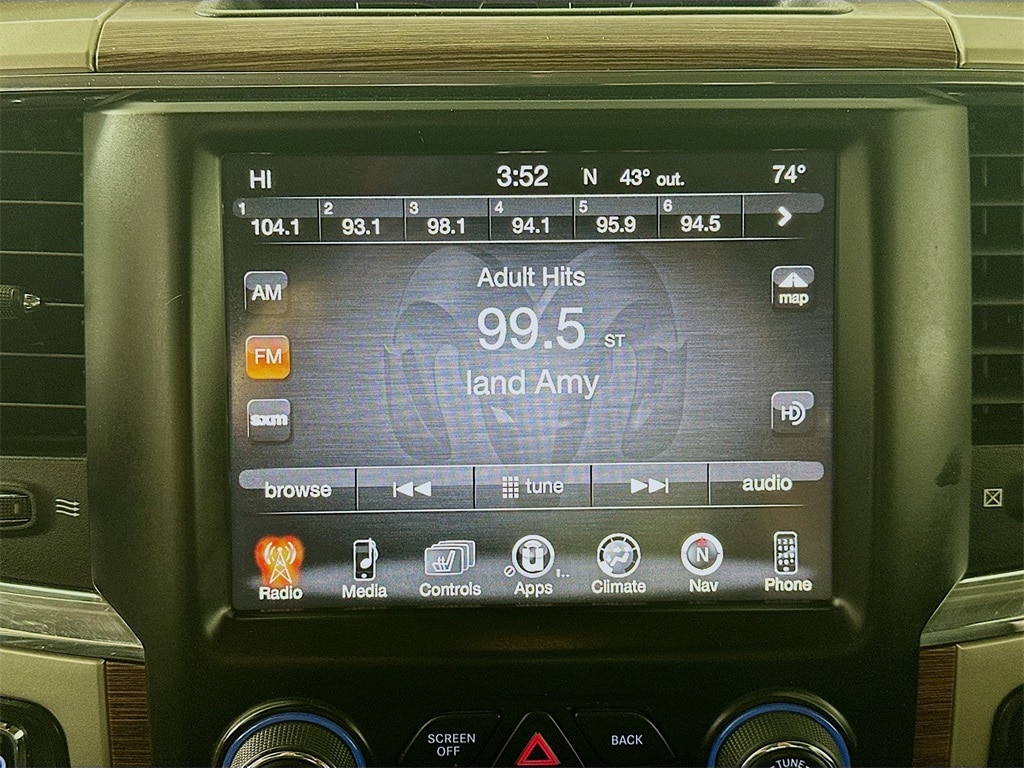 HI 3:52 N 43° out. 74°
1 104.1 2 93.1 3 98.1 4 94.1 5 95.9 6 94.5
Adult Hits
AM
map
99.5 ST
FM
land Amy
sxm
HD
browse tune audio
Radio Media Controls Apps Climate Nav Phone
SCREEN
OFF
BACK
TUNE